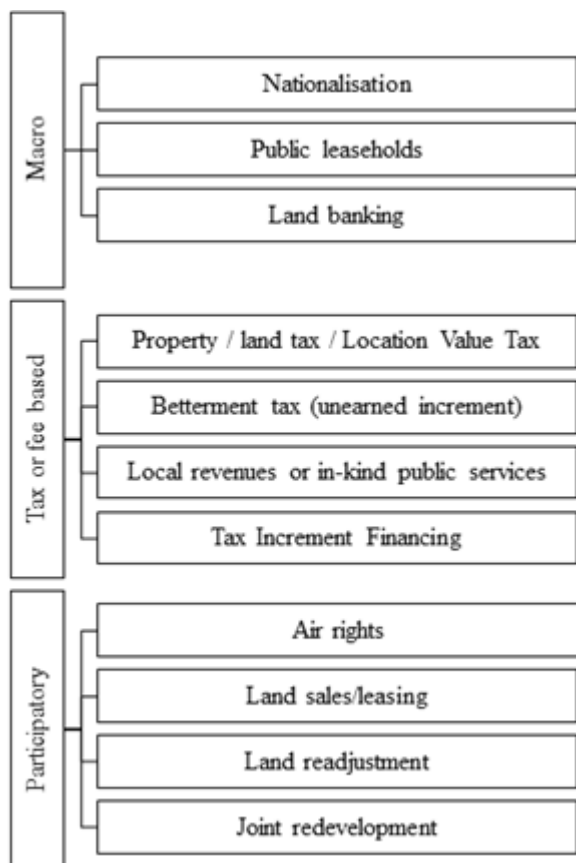 Macro
Nationalisation
Public leaseholds
Land banking
Tax or fee based
Property / land tax / Location Value Tax
Betterment tax (unearned increment)
Local revenues or in-kind public services
Tax Increment Financing
Participatory
Air rights
Land sales/leasing
Land readjustment
Joint redevelopment